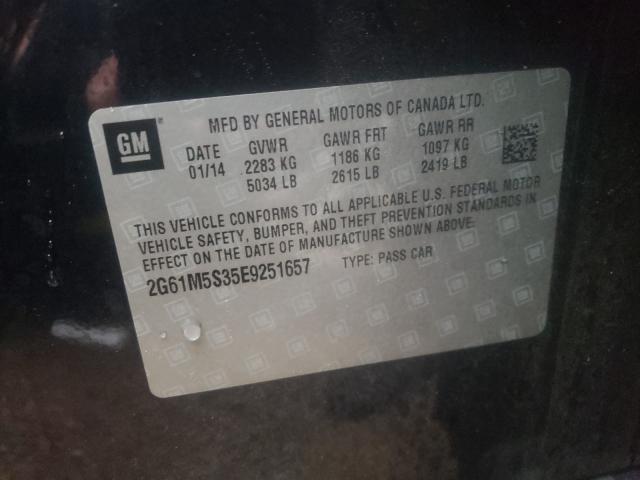 GM
MFD BY GENERAL MOTORS OF CANADA LTD.
DATE GVWR GAWR FRT GAWR RR
01/14 2283 KG 1186 KG 1097 KG
5034 LB 2615 LB 2419 LB
THIS VEHICLE CONFORMS TO ALL APPLICABLE U.S. FEDERAL MOTOR
VEHICLE SAFETY, BUMPER, AND THEFT PREVENTION STANDARDS IN
EFFECT ON THE DATE OF MANUFACTURE SHOWN ABOVE:
2G61M5S35E9251657 TYPE: PASS CAR